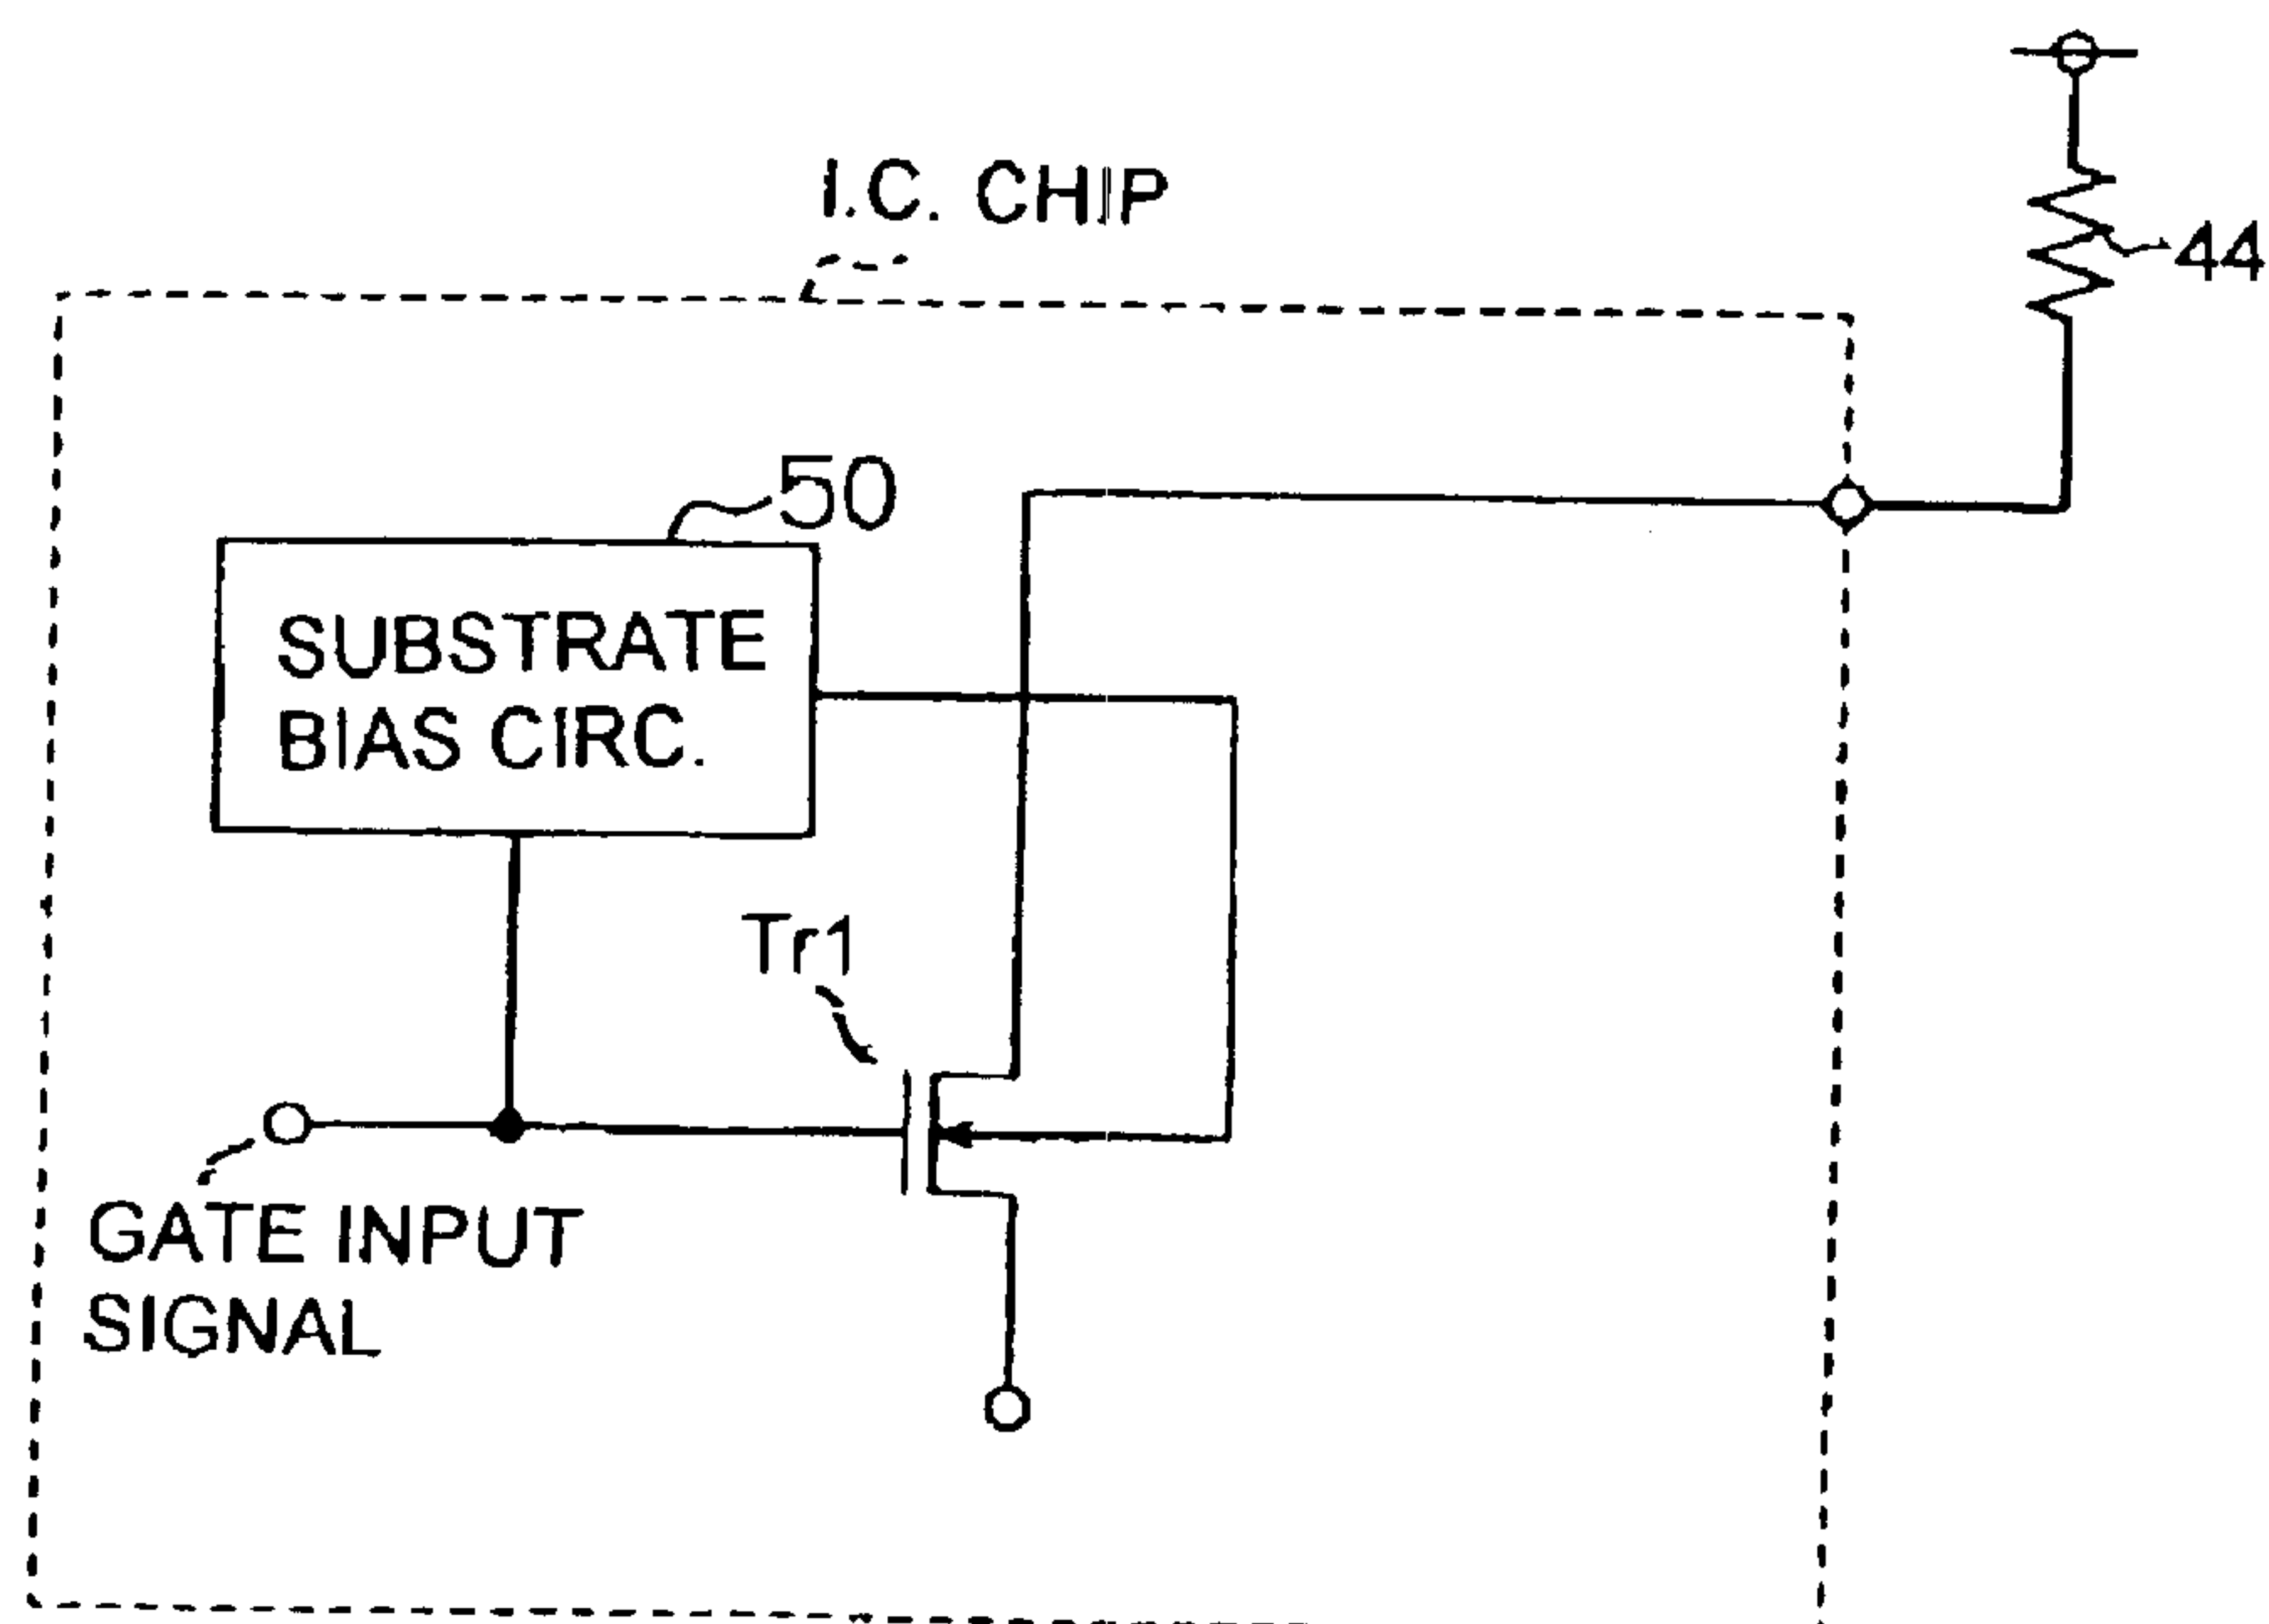 I.C. CHIP
44
50
SUBSTRATE
BIAS CIRC.
Tr1
GATE INPUT
SIGNAL